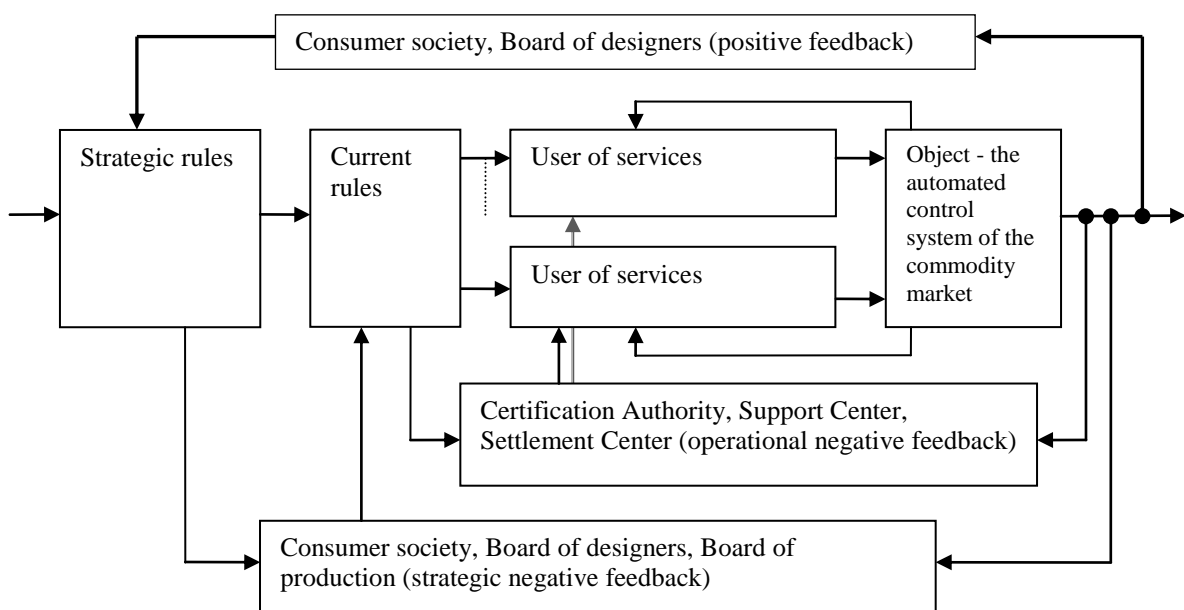 Consumer society, Board of designers (positive feedback)
Strategic rules
Current
rules
User of services
User of services
Object - the
automated
control
system of the
commodity
market
Certification Authority, Support Center,
Settlement Center (operational negative feedback)
Consumer society, Board of designers, Board of
production (strategic negative feedback)